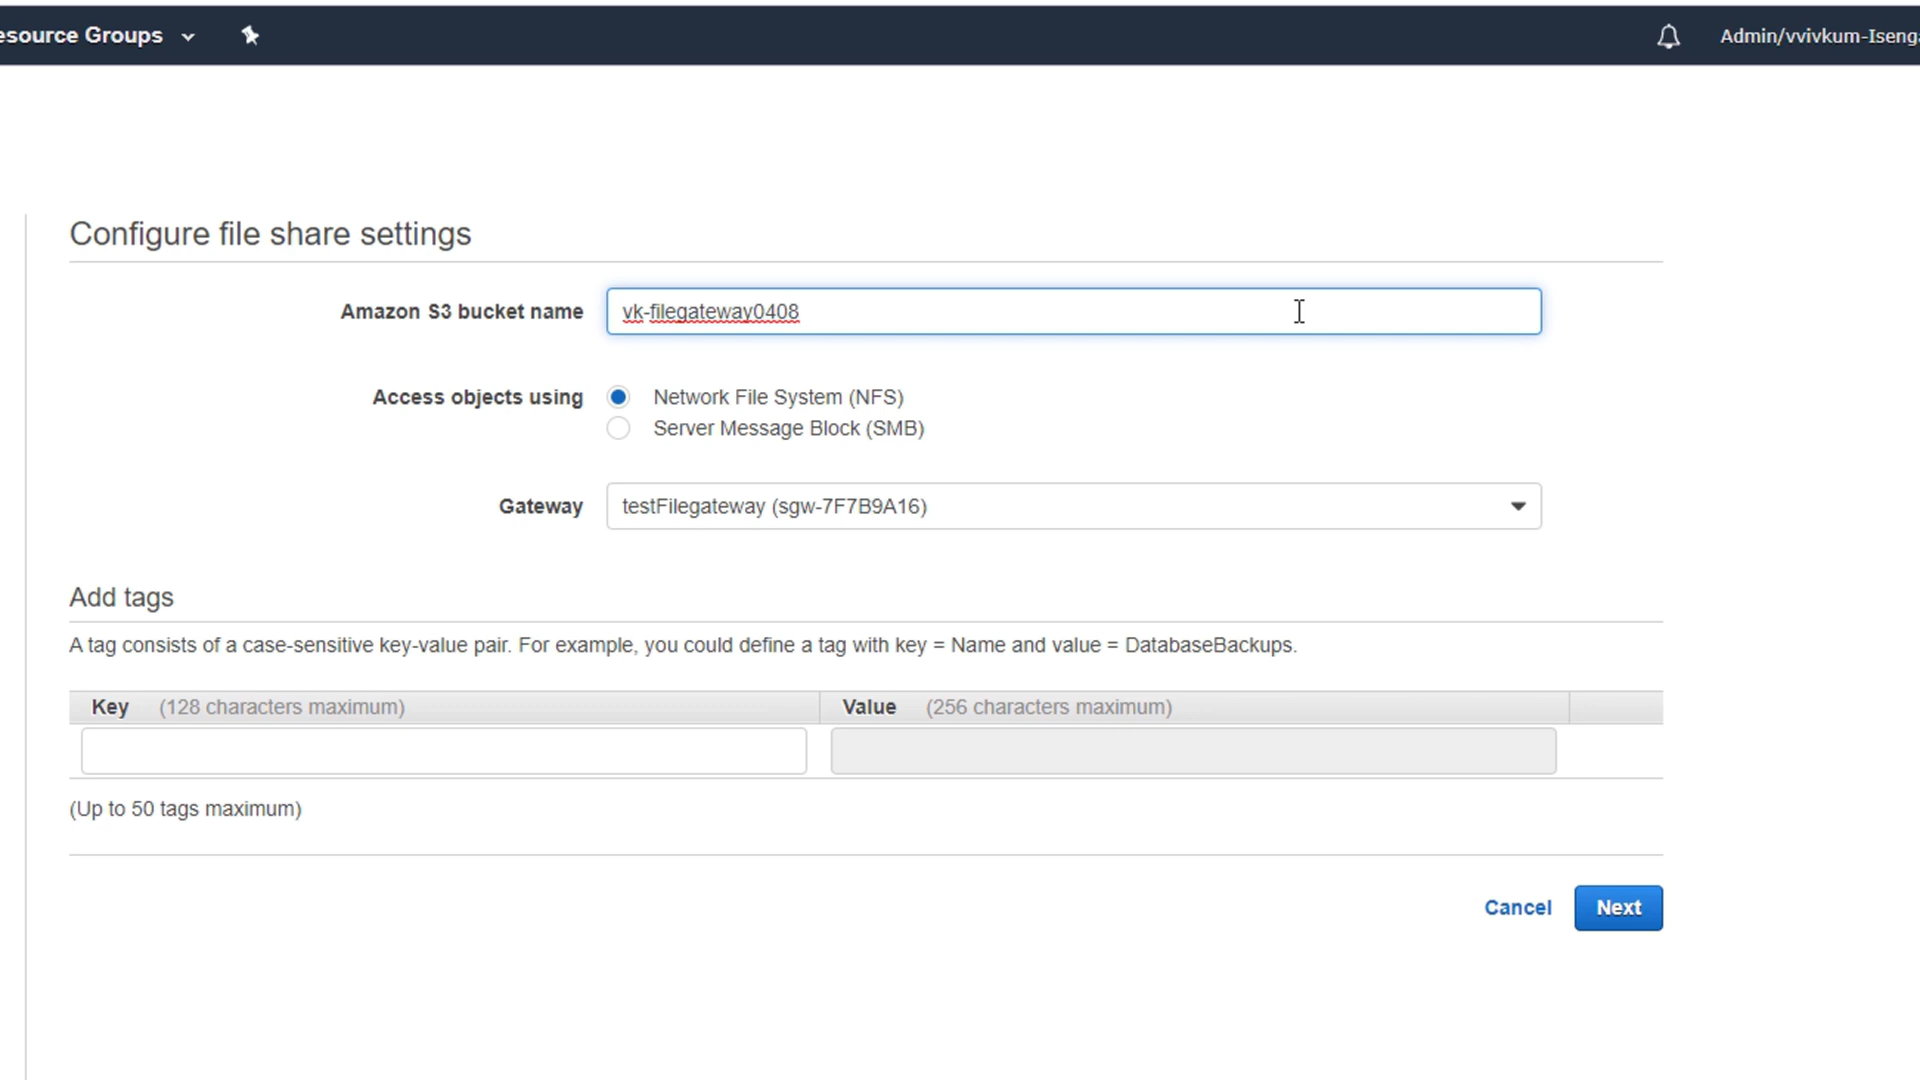 esource Groups
Admin/vvivkum-Isenga
Configure file share settings
Amazon S3 bucket name
vk-filegateway0408
Access objects using
Network File System (NFS)
Server Message Block (SMB)
Gateway
testFilegateway (sgw-7F7B9A16)
Add tags
A tag consists of a case-sensitive key-value pair. For example, you could define a tag with key = Name and value = DatabaseBackups.
Key (128 characters maximum) Value (256 characters maximum)
(Up to 50 tags maximum)
Cancel Next